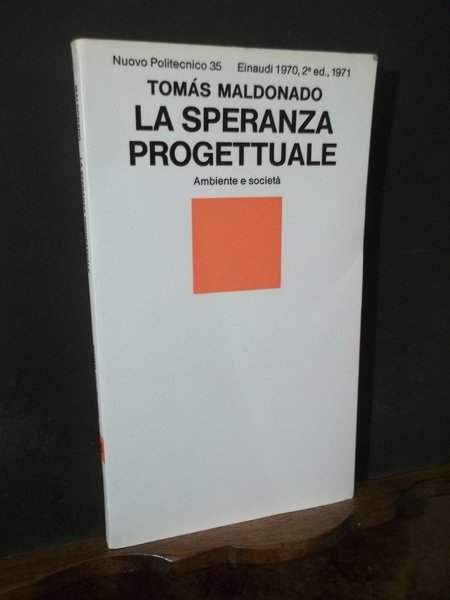 Nuovo Politecnico 35 Einaudi 1970, 2ª ed., 1971
TOMÁS MALDONADO
LA SPERANZA
PROGETTUALE
Ambiente e società